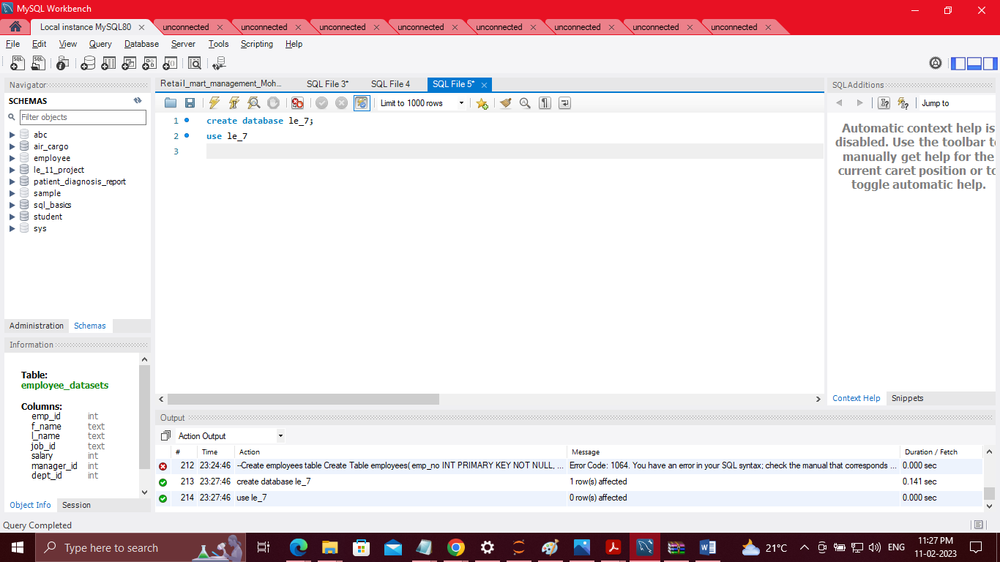 MySQL Workbench
Local instance MySQL80 unconnected unconnected unconnected unconnected unconnected unconnected unconnected unconnected
File Edit View Query Database Server Tools Scripting Help
Navigator
SCHEMAS
Filter objects
abc
air_cargo
employee
le_11_project
patient_diagnosis_report
sample
sql_basics
student
sys
Administration Schemas
Information
Table:
employee_datasets
Columns:
emp_id int
f_name text
l_name text
job_id text
salary int
manager_id int
dept_id int
Object Info Session
Retail_mart_management_Moh... SQL File 3* SQL File 4 SQL File 5*
Limit to 1000 rows
1 create database le_7;
2 use le_7
3
SQLAdditions
Jump to
Automatic context help is
disabled. Use the toolbar t
manually get help for the
current caret position or to
toggle automatic help.
Context Help Snippets
Output
Action Output
# Time Action Message Duration / Fetch
212 23:24:46 --Create employees table Create Table employees( emp_no INT PRIMARY KEY NOT NULL, ... Error Code: 1064. You have an error in your SQL syntax; check the manual that corresponds ... 0.000 sec
213 23:27:46 create database le_7 1 row(s) affected 0.141 sec
214 23:27:46 use le_7 0 row(s) affected 0.000 sec
Query Completed
Type here to search
21°C
ENG
11:27 PM
11-02-2023